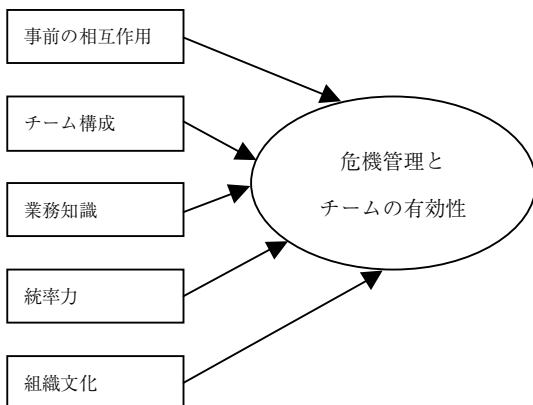 事前の相互作用
チーム構成
業務知識
統率力
組織文化
危機管理と
チームの有効性